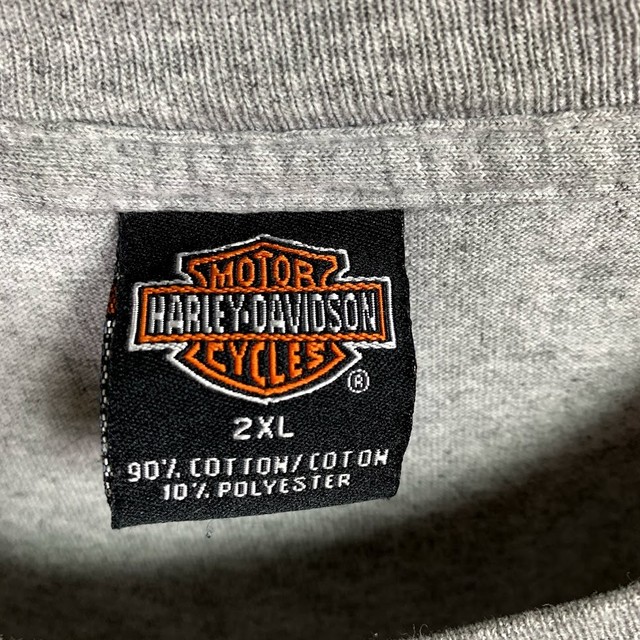 MOTOR
HARLEY-DAVIDSON
CYCLES
®
2XL
90% COTTON/COTON
10% POLYESTER